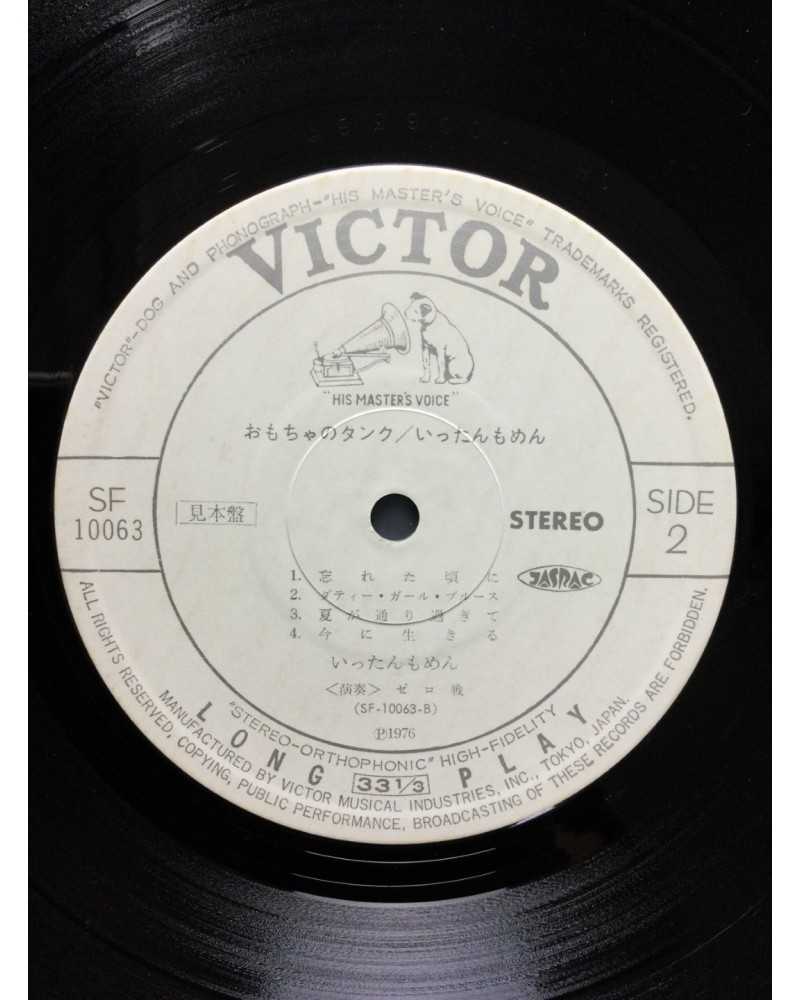 "VICTOR"-DOG AND PHONOGRAPH-"HIS MASTER'S VOICE" TRADEMARKS REGISTERED.
VICTOR
"HIS MASTER'S VOICE"
おもちゃのタンク/いったんもめん
SF
10063
見本盤
STEREO
SIDE
2
JASRAC
1. 忘れた頃に
2. ダティー・ガール・ブルース
3. 夏が通り過ぎて
4. 今に生きる
いったんもめん
〈演奏〉ゼロ戦
(SF-10063-B)
Ⓟ1976
"STEREO-ORTHOPHONIC" HIGH-FIDELITY
LONG 33 1/3 PLAY
MANUFACTURED BY VICTOR MUSICAL INDUSTRIES, INC., TOKYO, JAPAN.
ALL RIGHTS RESERVED, COPYING, PUBLIC PERFORMANCE, BROADCASTING OF THESE RECORDS ARE FORBIDDEN.